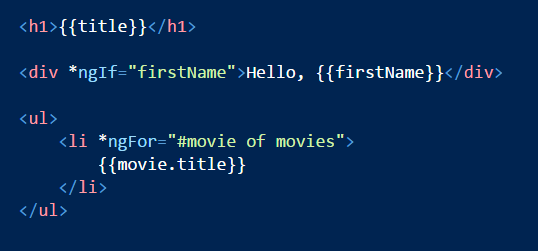 <h1>{{title}}</h1>
<div *ngIf="firstName">Hello, {{firstName}}</div>
<ul>
    <li *ngFor="#movie of movies">
        {{movie.title}}
    </li>
</ul>